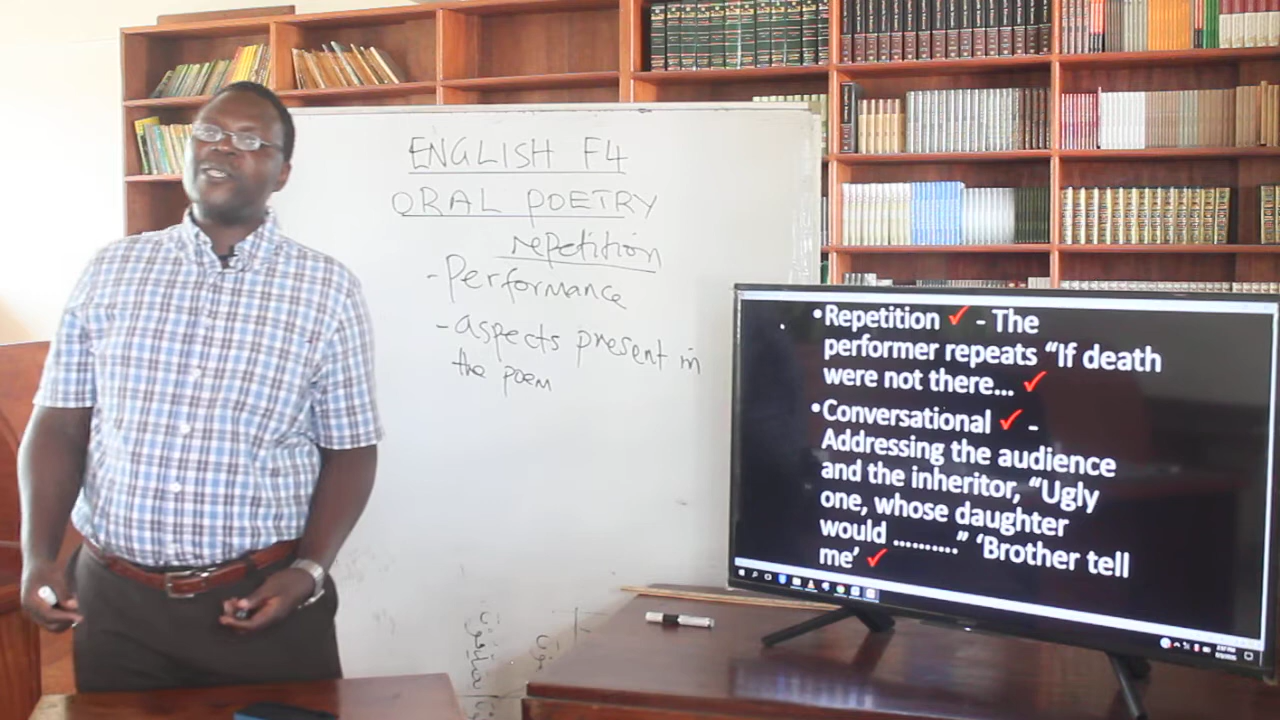 ENGLISH F4
ORAL POETRY
repetition
- Performance
- aspects present in
the poem
•Repetition ✓ - The
performer repeats “If death
were not there... ✓
•Conversational ✓ -
Addressing the audience
and the inheritor, “Ugly
one, whose daughter
would ..........” ‘Brother tell
me’ ✓